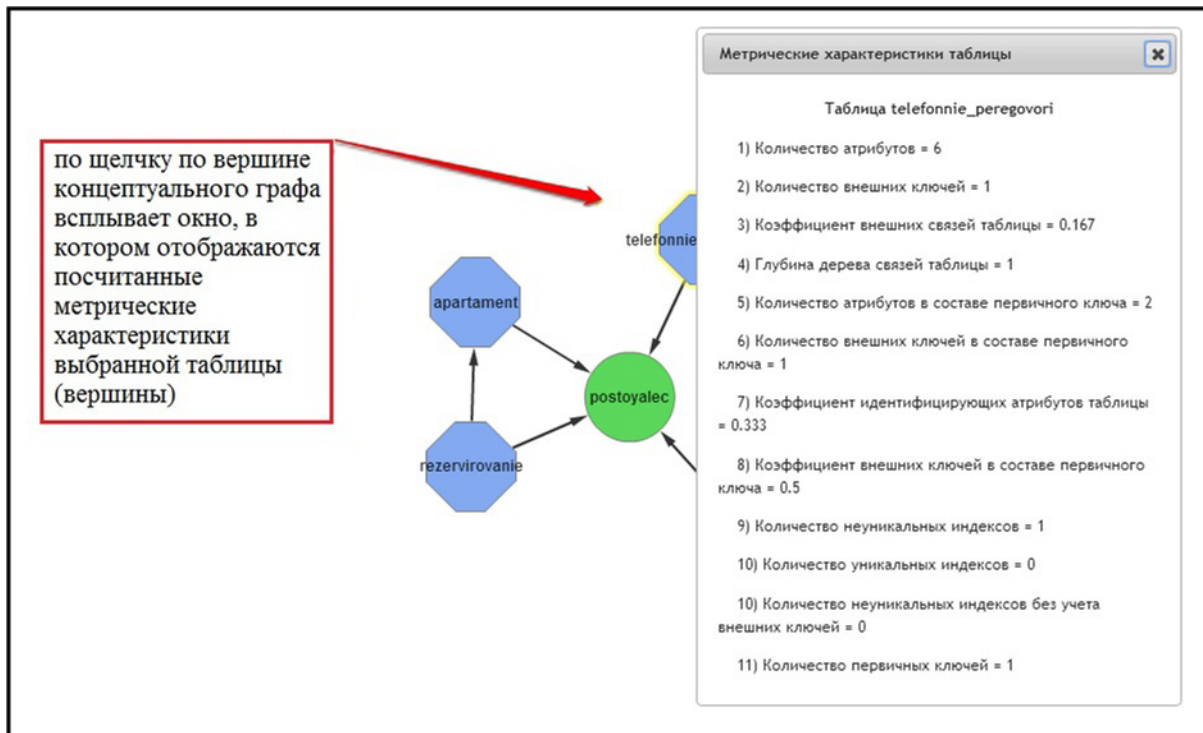 по щелчку по вершине
концептуального графа
всплывает окно, в
котором отображаются
посчитанные
метрические
характеристики
выбранной таблицы
(вершины)
telefonnie
apartament
postoyalec
rezervirovanie
Метрические характеристики таблицы
Таблица telefonnie_peregovori
1) Количество атрибутов = 6
2) Количество внешних ключей = 1
3) Коэффициент внешних связей таблицы = 0.167
4) Глубина дерева связей таблицы = 1
5) Количество атрибутов в составе первичного ключа = 2
6) Количество внешних ключей в составе первичного
ключа = 1
7) Коэффициент идентифицирующих атрибутов таблицы
= 0.333
8) Коэффициент внешних ключей в составе первичного
ключа = 0.5
9) Количество неуникальных индексов = 1
10) Количество уникальных индексов = 0
10) Количество неуникальных индексов без учета
внешних ключей = 0
11) Количество первичных ключей = 1